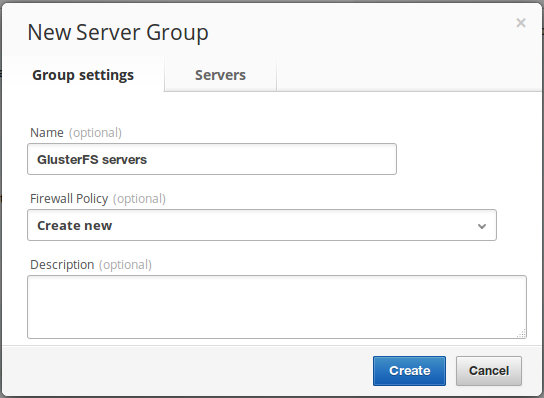 New Server Group
×
Group settings
Servers
Name (optional)
GlusterFS servers
Firewall Policy (optional)
Create new
Description (optional)
Create
Cancel